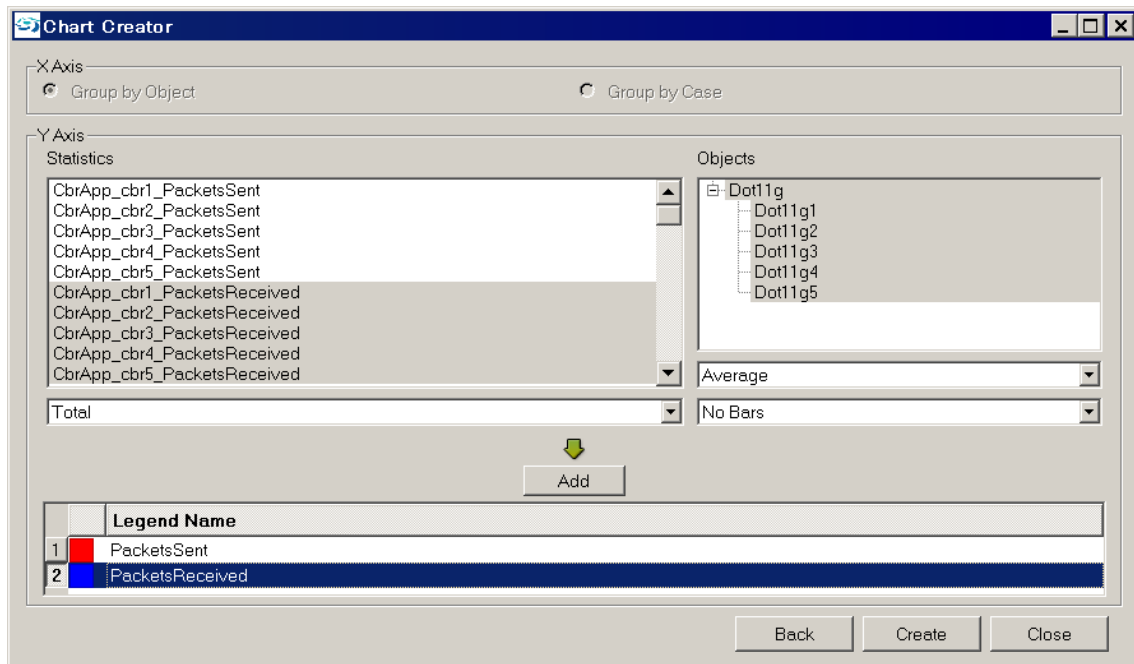 Chart Creator
X Axis
Group by Object Group by Case
Y Axis
Statistics Objects
CbrApp_cbr1_PacketsSent
CbrApp_cbr2_PacketsSent
CbrApp_cbr3_PacketsSent
CbrApp_cbr4_PacketsSent
CbrApp_cbr5_PacketsSent
CbrApp_cbr1_PacketsReceived
CbrApp_cbr2_PacketsReceived
CbrApp_cbr3_PacketsReceived
CbrApp_cbr4_PacketsReceived
CbrApp_cbr5_PacketsReceived
Dot11g
Dot11g1
Dot11g2
Dot11g3
Dot11g4
Dot11g5
Average
Total No Bars
Add
Legend Name
1 PacketsSent
2 PacketsReceived
Back Create Close